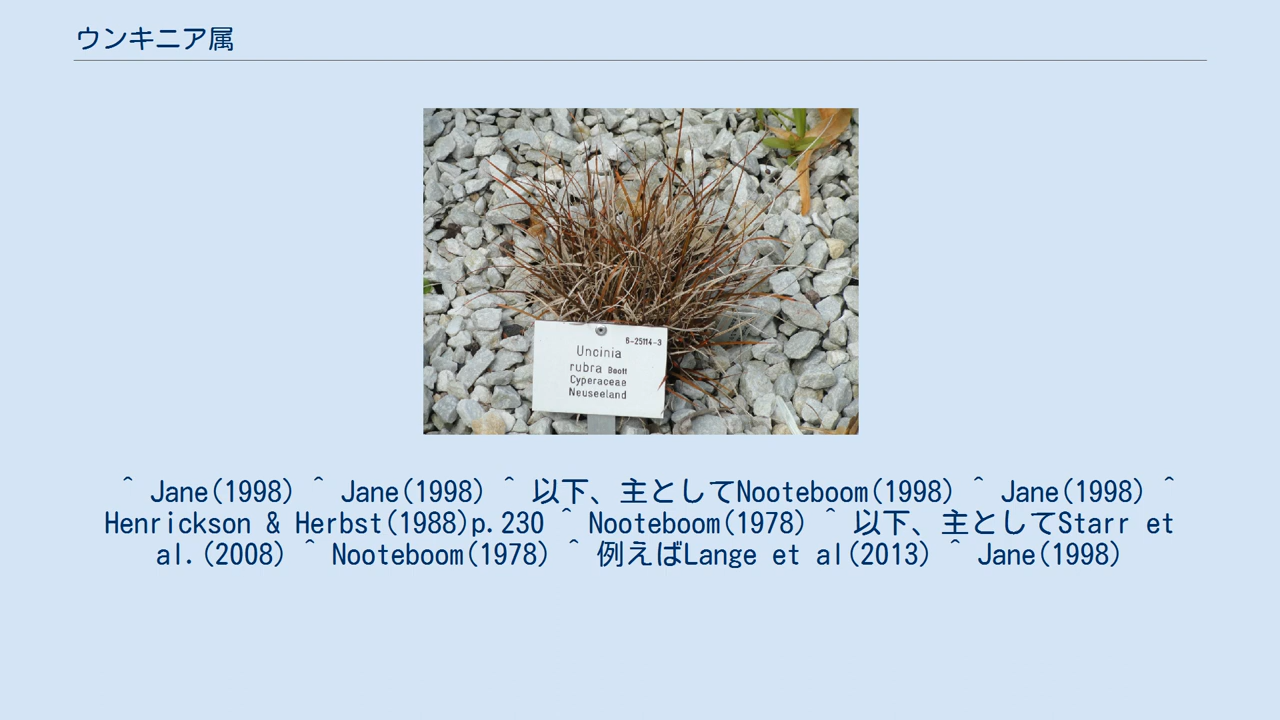 ウンキニア属
6-25114-3
Uncinia
rubra Boott
Cyperaceae
Neuseeland
^ Jane(1998) ^ Jane(1998) ^ 以下、主としてNooteboom(1998) ^ Jane(1998) ^
Henrickson & Herbst(1988)p.230 ^ Nooteboom(1978) ^ 以下、主としてStarr et
al.(2008) ^ Nooteboom(1978) ^ 例えばLange et al(2013) ^ Jane(1998)